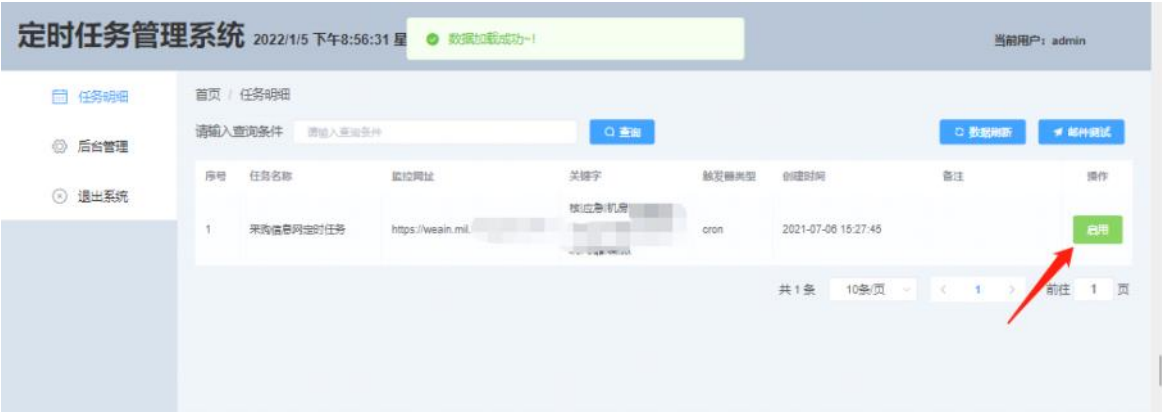 定时任务管理系统 2022/1/5 下午8:56:31 星
数据加载成功~!
当前用户：admin
任务明细
后台管理
退出系统
首页 / 任务明细
请输入查询条件 请输入查询条件 查询 数据刷新 邮件测试
序号 任务名称 监控网址 关键字 触发器类型 创建时间 备注 操作
核|应急|机房
1 采购信息网定时任务 https://weain.mil. cron 2021-07-06 15:27:45 启用
共 1 条 10条/页 < 1 > 前往 1 页